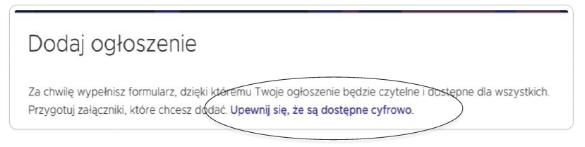 Dodaj ogłoszenie
Za chwilę wypełnisz formularz, dzięki któremu Twoje ogłoszenie będzie czytelne i dostępne dla wszystkich.
Przygotuj załączniki, które chcesz dodać. Upewnij się, że są dostępne cyfrowo.